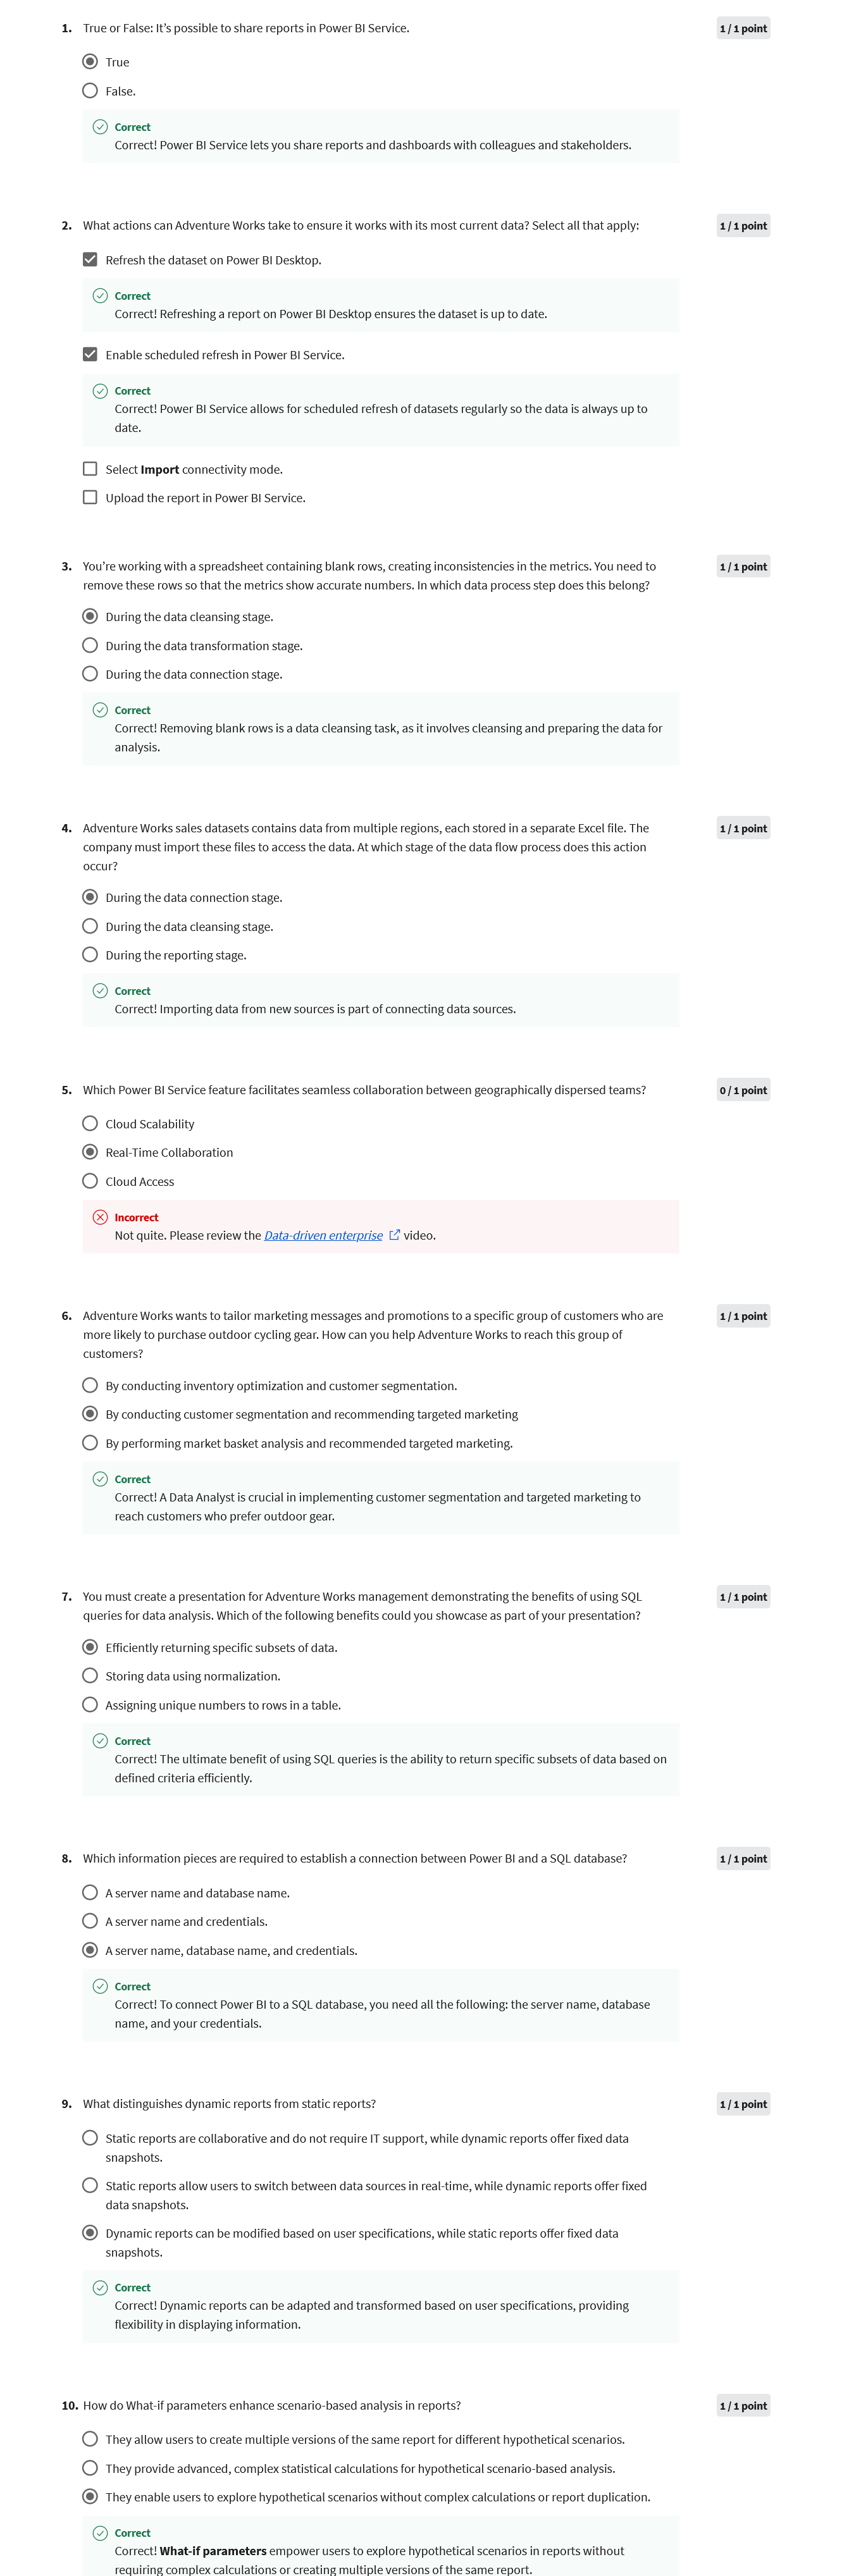 1. True or False: It’s possible to share reports in Power BI Service.
1 / 1 point
True
False.
Correct
Correct! Power BI Service lets you share reports and dashboards with colleagues and stakeholders.
2. What actions can Adventure Works take to ensure it works with its most current data? Select all that apply:
1 / 1 point
Refresh the dataset on Power BI Desktop.
Correct
Correct! Refreshing a report on Power BI Desktop ensures the dataset is up to date.
Enable scheduled refresh in Power BI Service.
Correct
Correct! Power BI Service allows for scheduled refresh of datasets regularly so the data is always up to
date.
Select Import connectivity mode.
Upload the report in Power BI Service.
3. You’re working with a spreadsheet containing blank rows, creating inconsistencies in the metrics. You need to
1 / 1 point
remove these rows so that the metrics show accurate numbers. In which data process step does this belong?
During the data cleansing stage.
During the data transformation stage.
During the data connection stage.
Correct
Correct! Removing blank rows is a data cleansing task, as it involves cleansing and preparing the data for
analysis.
4. Adventure Works sales datasets contains data from multiple regions, each stored in a separate Excel file. The
1 / 1 point
company must import these files to access the data. At which stage of the data flow process does this action
occur?
During the data connection stage.
During the data cleansing stage.
During the reporting stage.
Correct
Correct! Importing data from new sources is part of connecting data sources.
5. Which Power BI Service feature facilitates seamless collaboration between geographically dispersed teams?
0 / 1 point
Cloud Scalability
Real-Time Collaboration
Cloud Access
Incorrect
Not quite. Please review the Data-driven enterprise video.
6. Adventure Works wants to tailor marketing messages and promotions to a specific group of customers who are
1 / 1 point
more likely to purchase outdoor cycling gear. How can you help Adventure Works to reach this group of
customers?
By conducting inventory optimization and customer segmentation.
By conducting customer segmentation and recommending targeted marketing
By performing market basket analysis and recommended targeted marketing.
Correct
Correct! A Data Analyst is crucial in implementing customer segmentation and targeted marketing to
reach customers who prefer outdoor gear.
7. You must create a presentation for Adventure Works management demonstrating the benefits of using SQL
1 / 1 point
queries for data analysis. Which of the following benefits could you showcase as part of your presentation?
Efficiently returning specific subsets of data.
Storing data using normalization.
Assigning unique numbers to rows in a table.
Correct
Correct! The ultimate benefit of using SQL queries is the ability to return specific subsets of data based on
defined criteria efficiently.
8. Which information pieces are required to establish a connection between Power BI and a SQL database?
1 / 1 point
A server name and database name.
A server name and credentials.
A server name, database name, and credentials.
Correct
Correct! To connect Power BI to a SQL database, you need all the following: the server name, database
name, and your credentials.
9. What distinguishes dynamic reports from static reports?
1 / 1 point
Static reports are collaborative and do not require IT support, while dynamic reports offer fixed data
snapshots.
Static reports allow users to switch between data sources in real-time, while dynamic reports offer fixed
data snapshots.
Dynamic reports can be modified based on user specifications, while static reports offer fixed data
snapshots.
Correct
Correct! Dynamic reports can be adapted and transformed based on user specifications, providing
flexibility in displaying information.
10. How do What-if parameters enhance scenario-based analysis in reports?
1 / 1 point
They allow users to create multiple versions of the same report for different hypothetical scenarios.
They provide advanced, complex statistical calculations for hypothetical scenario-based analysis.
They enable users to explore hypothetical scenarios without complex calculations or report duplication.
Correct
Correct! What-if parameters empower users to explore hypothetical scenarios in reports without
requiring complex calculations or creating multiple versions of the same report.